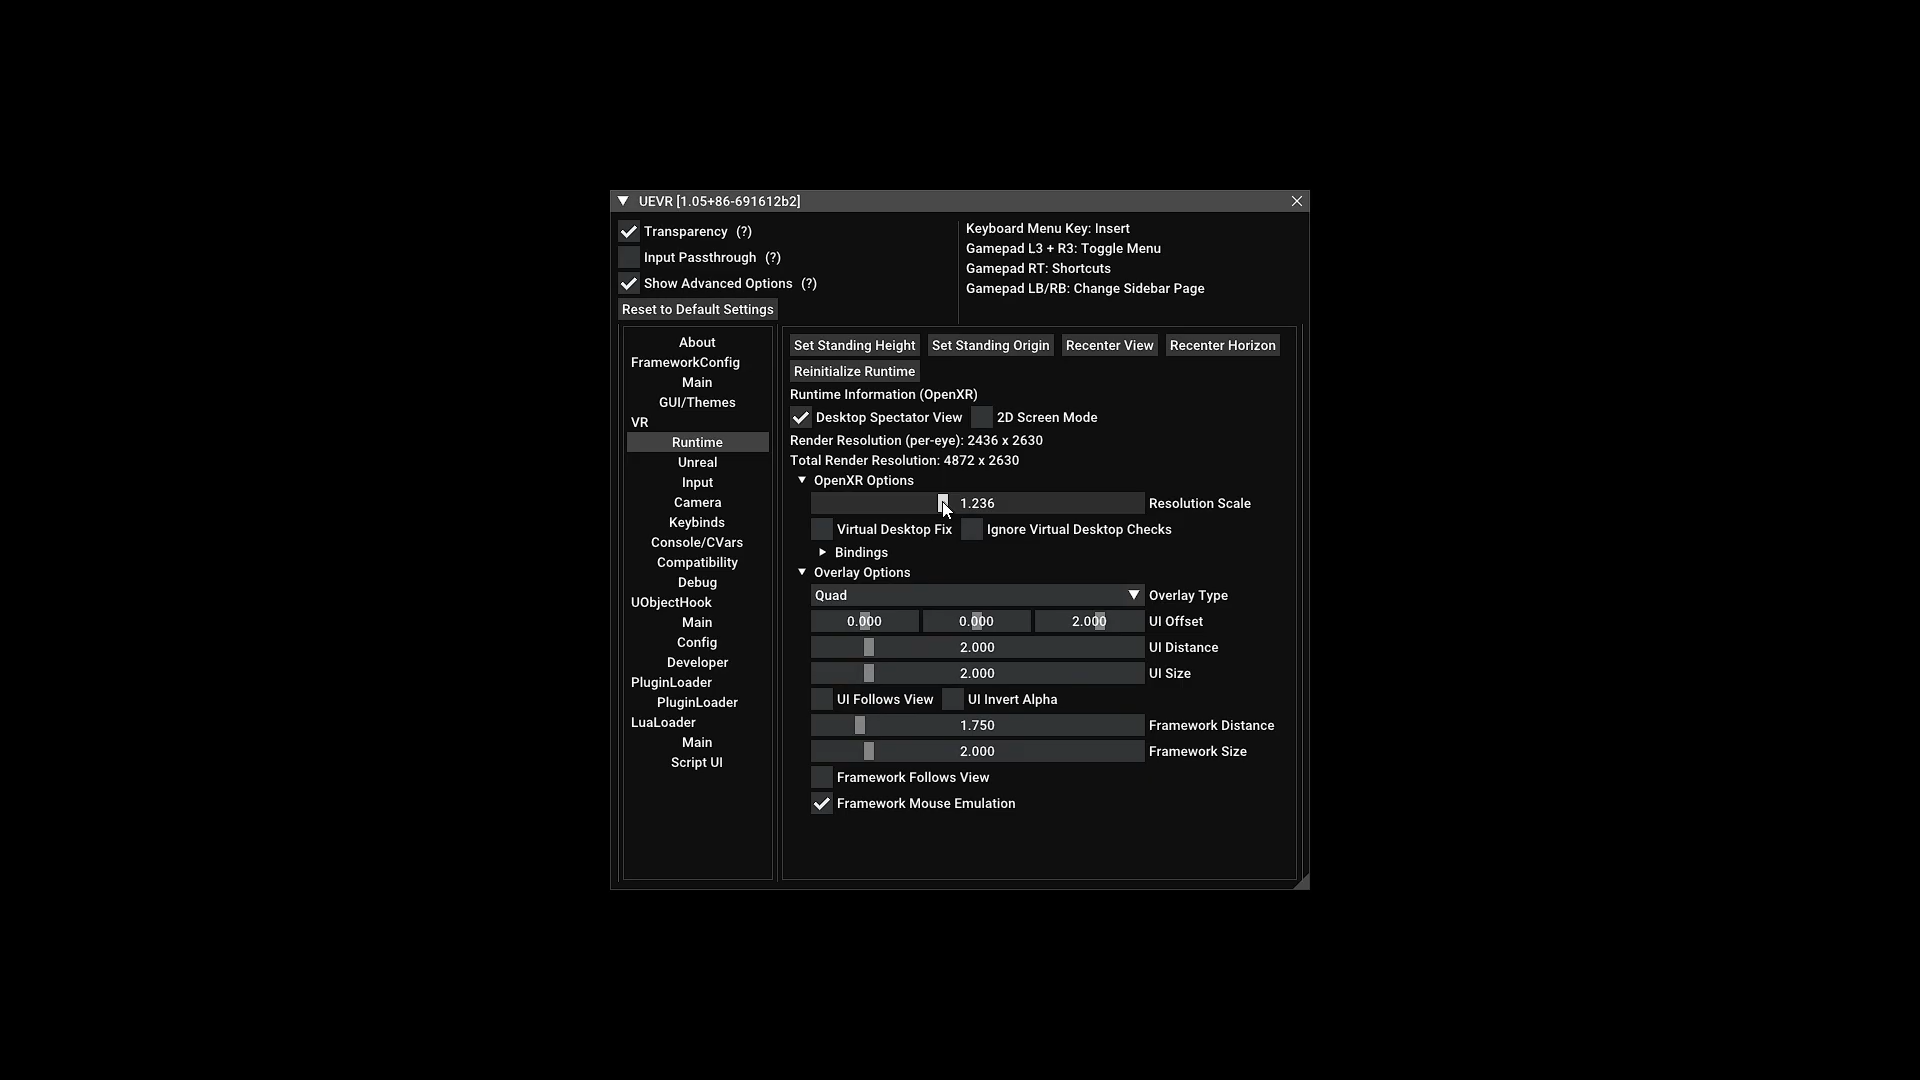 UEVR [1.05+86-691612b2]
Transparency (?)
Input Passthrough (?)
Show Advanced Options (?)
Reset to Default Settings
Keyboard Menu Key: Insert
Gamepad L3 + R3: Toggle Menu
Gamepad RT: Shortcuts
Gamepad LB/RB: Change Sidebar Page
About
FrameworkConfig
Main
GUI/Themes
VR
Runtime
Unreal
Input
Camera
Keybinds
Console/CVars
Compatibility
Debug
UObjectHook
Main
Config
Developer
PluginLoader
PluginLoader
LuaLoader
Main
Script UI
Set Standing Height Set Standing Origin Recenter View Recenter Horizon
Reinitialize Runtime
Runtime Information (OpenXR)
Desktop Spectator View 2D Screen Mode
Render Resolution (per-eye): 2436 x 2630
Total Render Resolution: 4872 x 2630
OpenXR Options
1.236 Resolution Scale
Virtual Desktop Fix Ignore Virtual Desktop Checks
Bindings
Overlay Options
Quad Overlay Type
0.000 0.000 2.000 UI Offset
2.000 UI Distance
2.000 UI Size
UI Follows View UI Invert Alpha
1.750 Framework Distance
2.000 Framework Size
Framework Follows View
Framework Mouse Emulation